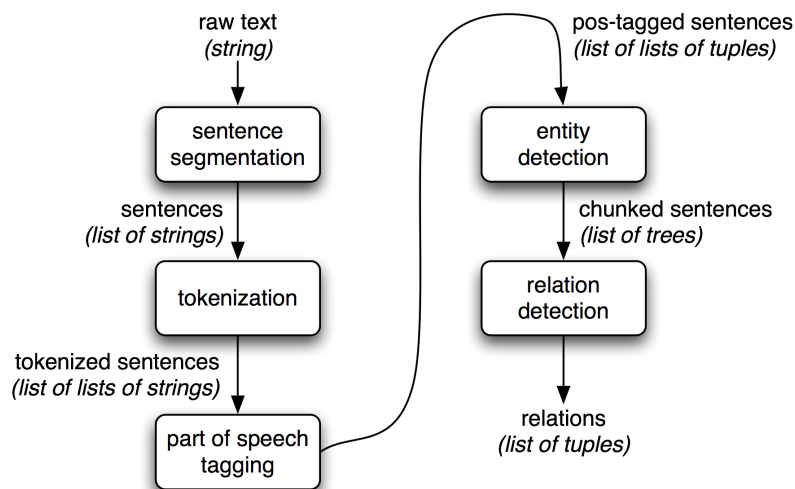 raw text
(string)
sentence
segmentation
sentences
(list of strings)
tokenization
tokenized sentences
(list of lists of strings)
part of speech
tagging
pos-tagged sentences
(list of lists of tuples)
entity
detection
chunked sentences
(list of trees)
relation
detection
relations
(list of tuples)